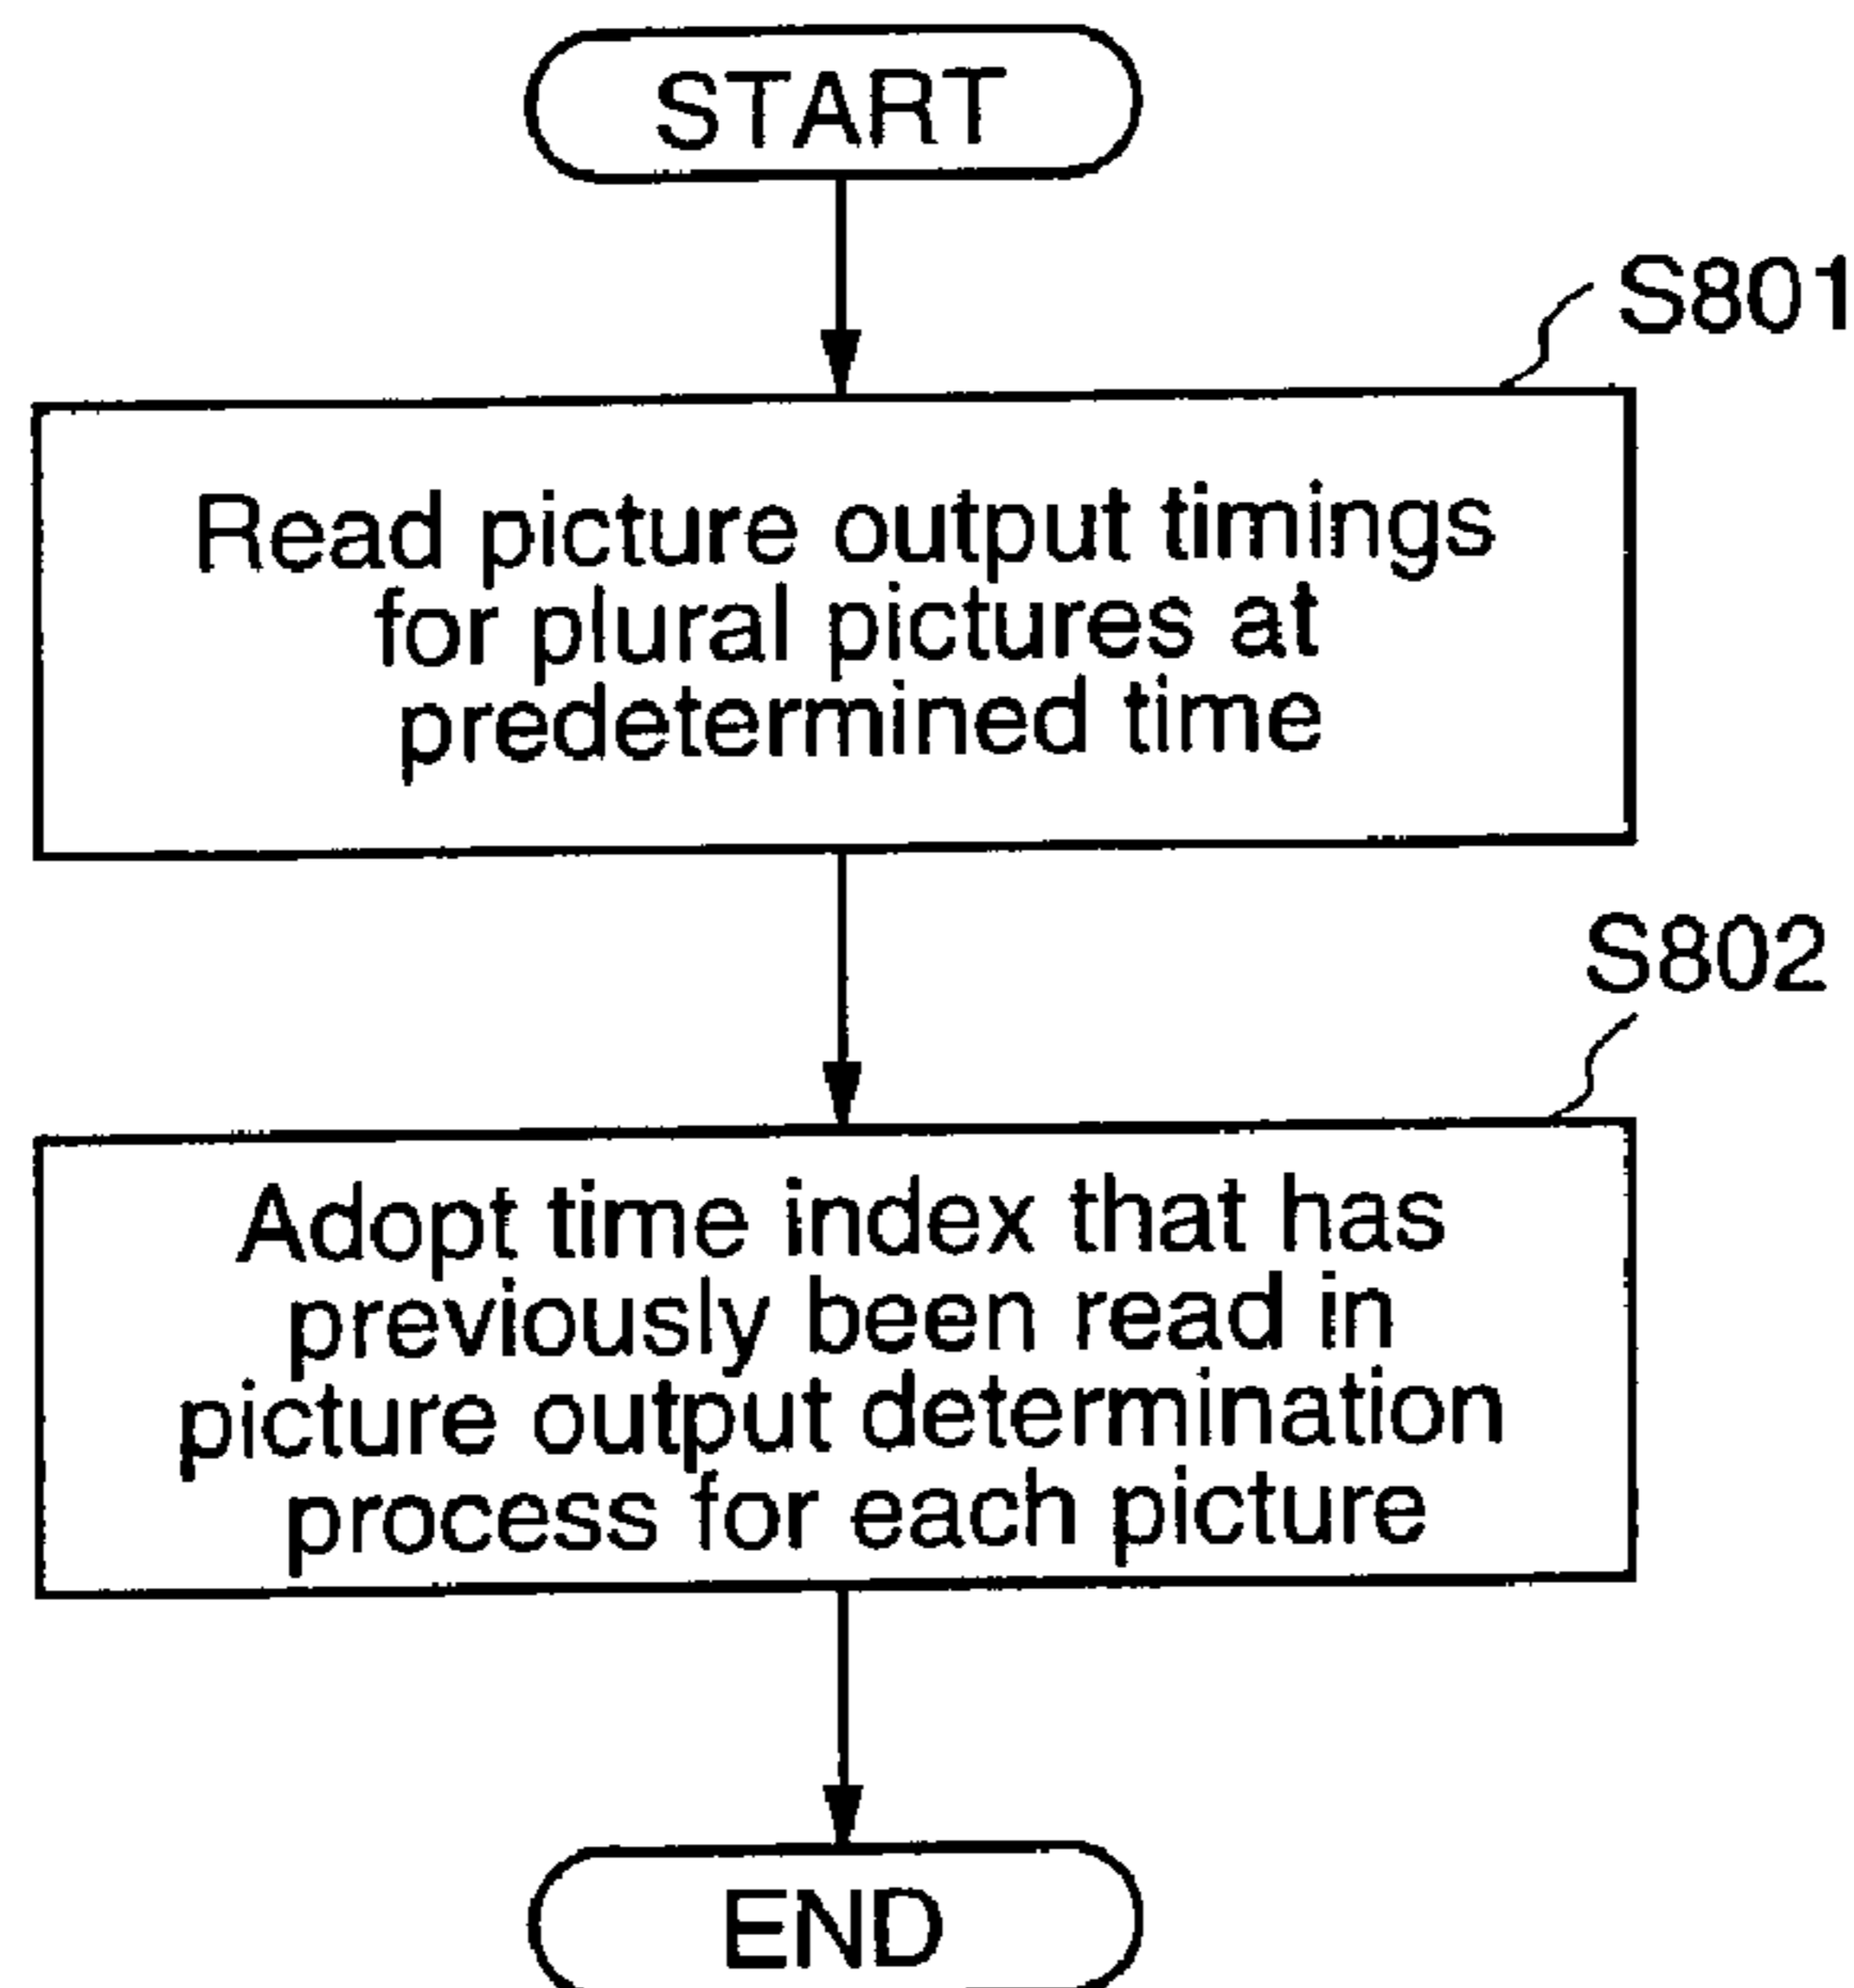 START
S801
Read picture output timings
for plural pictures at
predetermined time
S802
Adopt time index that has
previously been read in
picture output determination
process for each picture
END